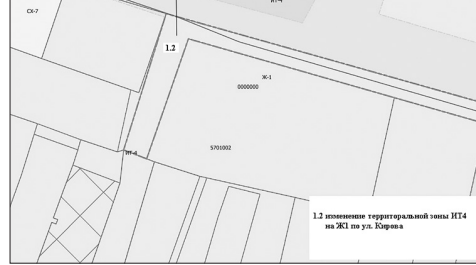 ИТ-4
СХ-7
1.2
Ж-1
0000000
5701002
ИТ-4
1.2 изменение территоральной зоны ИТ4
на Ж1 по ул. Кирова